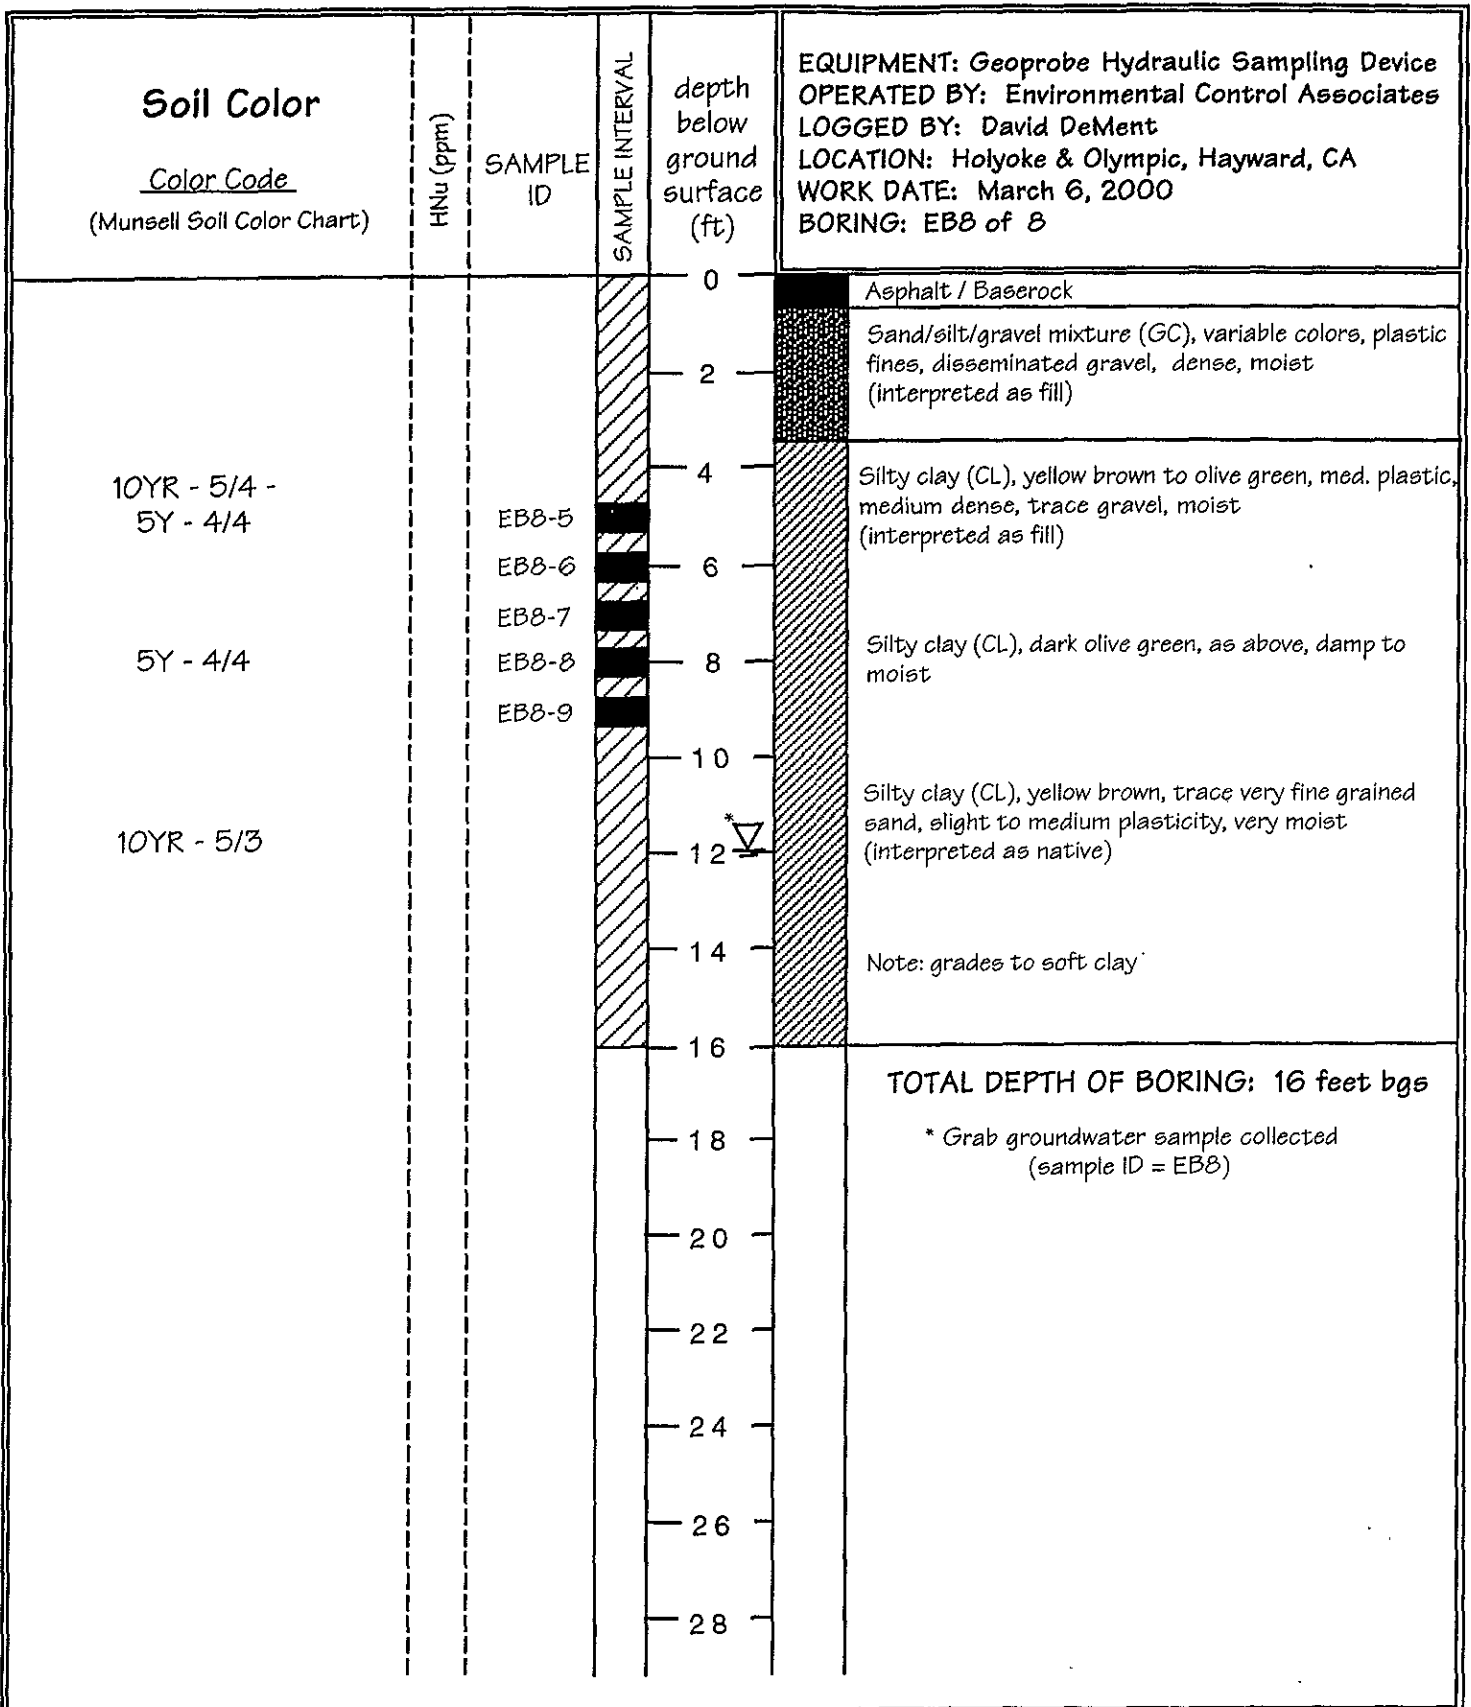 Soil Color
Color Code
(Munsell Soil Color Chart)
HNu (ppm)
SAMPLE
ID
SAMPLE INTERVAL
depth
below
ground
surface
(ft)
EQUIPMENT: Geoprobe Hydraulic Sampling Device
OPERATED BY: Environmental Control Associates
LOGGED BY: David DeMent
LOCATION: Holyoke & Olympic, Hayward, CA
WORK DATE: March 6, 2000
BORING: EB8 of 8
0
Asphalt / Baserock
Sand/silt/gravel mixture (GC), variable colors, plastic
fines, disseminated gravel, dense, moist
(interpreted as fill)
2
4
10YR - 5/4 -
5Y - 4/4
EB8-5
Silty clay (CL), yellow brown to olive green, med. plastic,
medium dense, trace gravel, moist
(interpreted as fill)
EB8-6
6
EB8-7
5Y - 4/4
EB8-8
8
Silty clay (CL), dark olive green, as above, damp to
moist
EB8-9
10
10YR - 5/3
*
12
Silty clay (CL), yellow brown, trace very fine grained
sand, slight to medium plasticity, very moist
(interpreted as native)
14
Note: grades to soft clay
16
TOTAL DEPTH OF BORING: 16 feet bgs
* Grab groundwater sample collected
(sample ID = EB8)
18
20
22
24
26
28